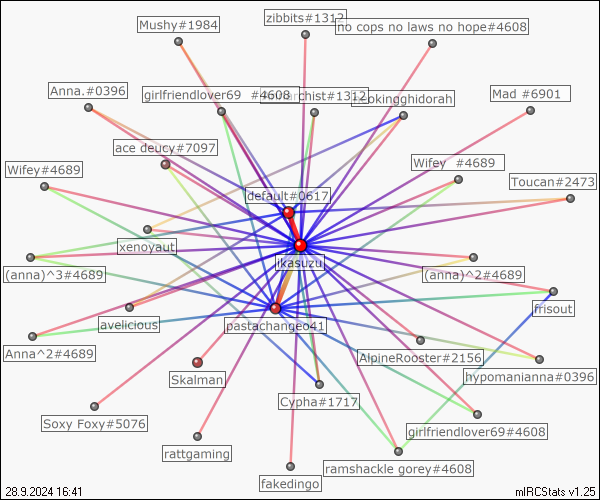 zibbits#1312
Mushy#1984
no cops no laws no hope#4608
Anna.#0396
girlfriendlover69 #4608
Mad #6901
ace deucy#7097
Wifey#4689
Wifey #4689
Toucan#2473
default#0617
xenoyaut
ikasuzu
(anna)^3#4689
(anna)^2#4689
frisout
avelicious
pastachangeo41
Anna^2#4689
AlpineRooster#2156
hypomanianna#0396
Skalman
Cypha#1717
Soxy Foxy#5076
girlfriendlover69#4608
rattgaming
ramshackle gorey#4608
fakedingo
28.9.2024 16:41
mIRCStats v1.25